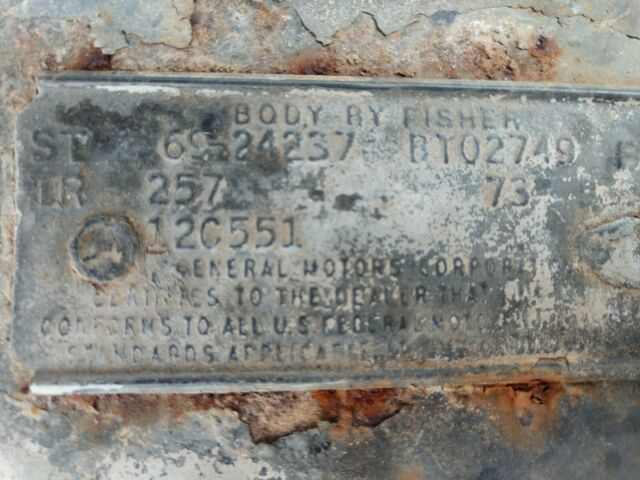 BODY BY FISHER
ST 69-24237 BT02749
TR 257 73
12C551
GENERAL MOTORS CORPOR
CERTIFIES TO THE DEALER THAT
CONFORMS TO ALL U.S FEDERAL MOTOR
STANDARDS APPLICABLE